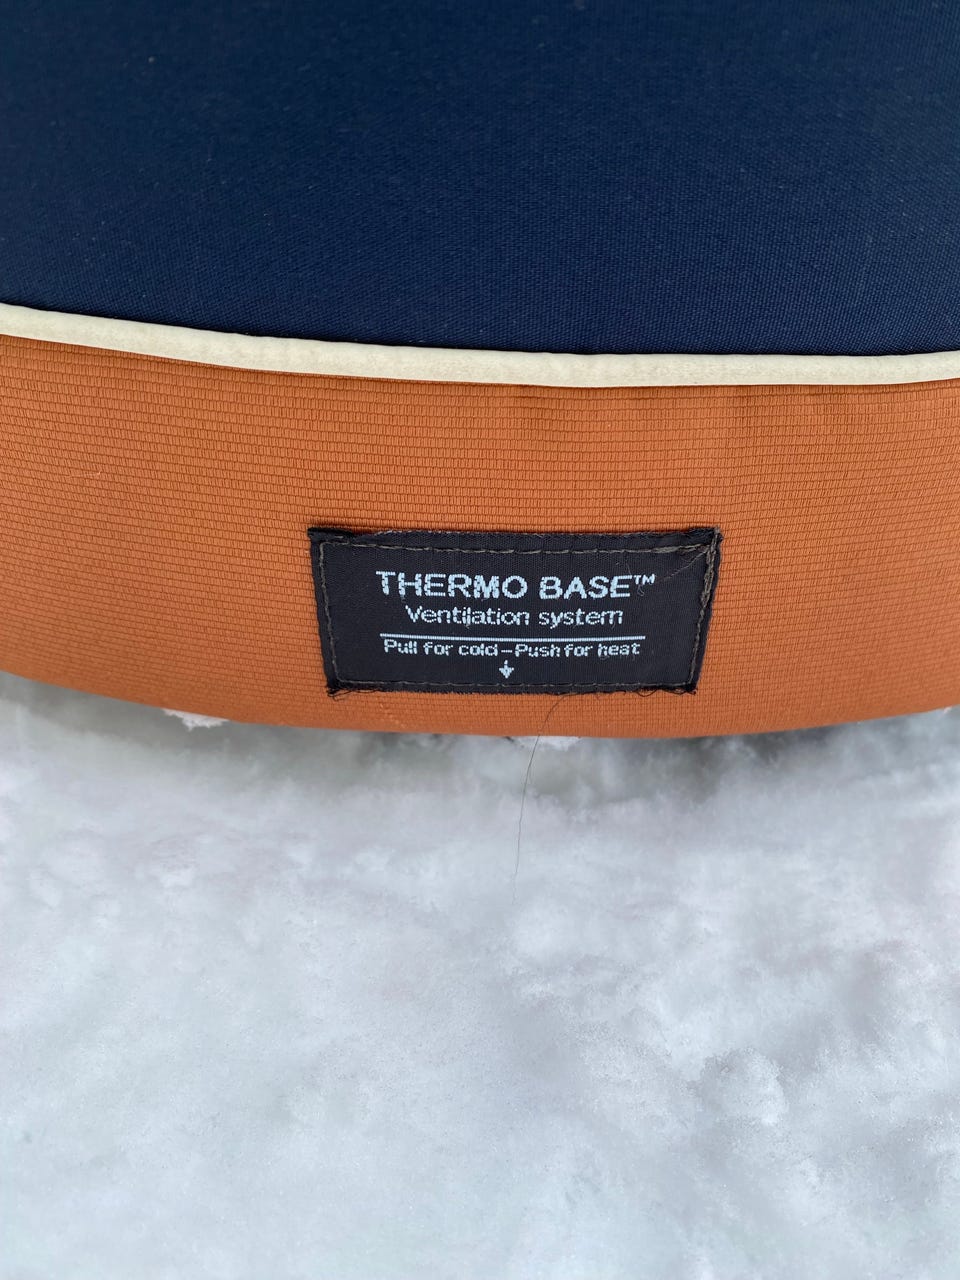 THERMO BASE™
Ventilation system
Pull for cold – Push for heat